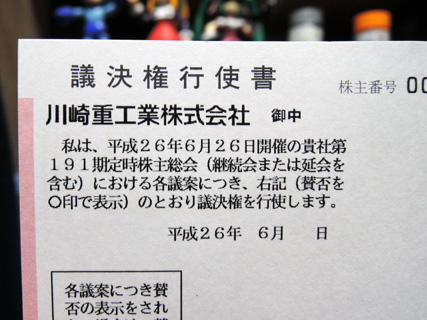 議決権行使書
株主番号 00
川崎重工業株式会社 御中
私は、平成26年6月26日開催の貴社第
191期定時株主総会（継続会または延会を
含む）における各議案につき、右記（賛否を
〇印で表示）のとおり議決権を行使します。
平成26年 6月 日
各議案につき賛
否の表示をされ